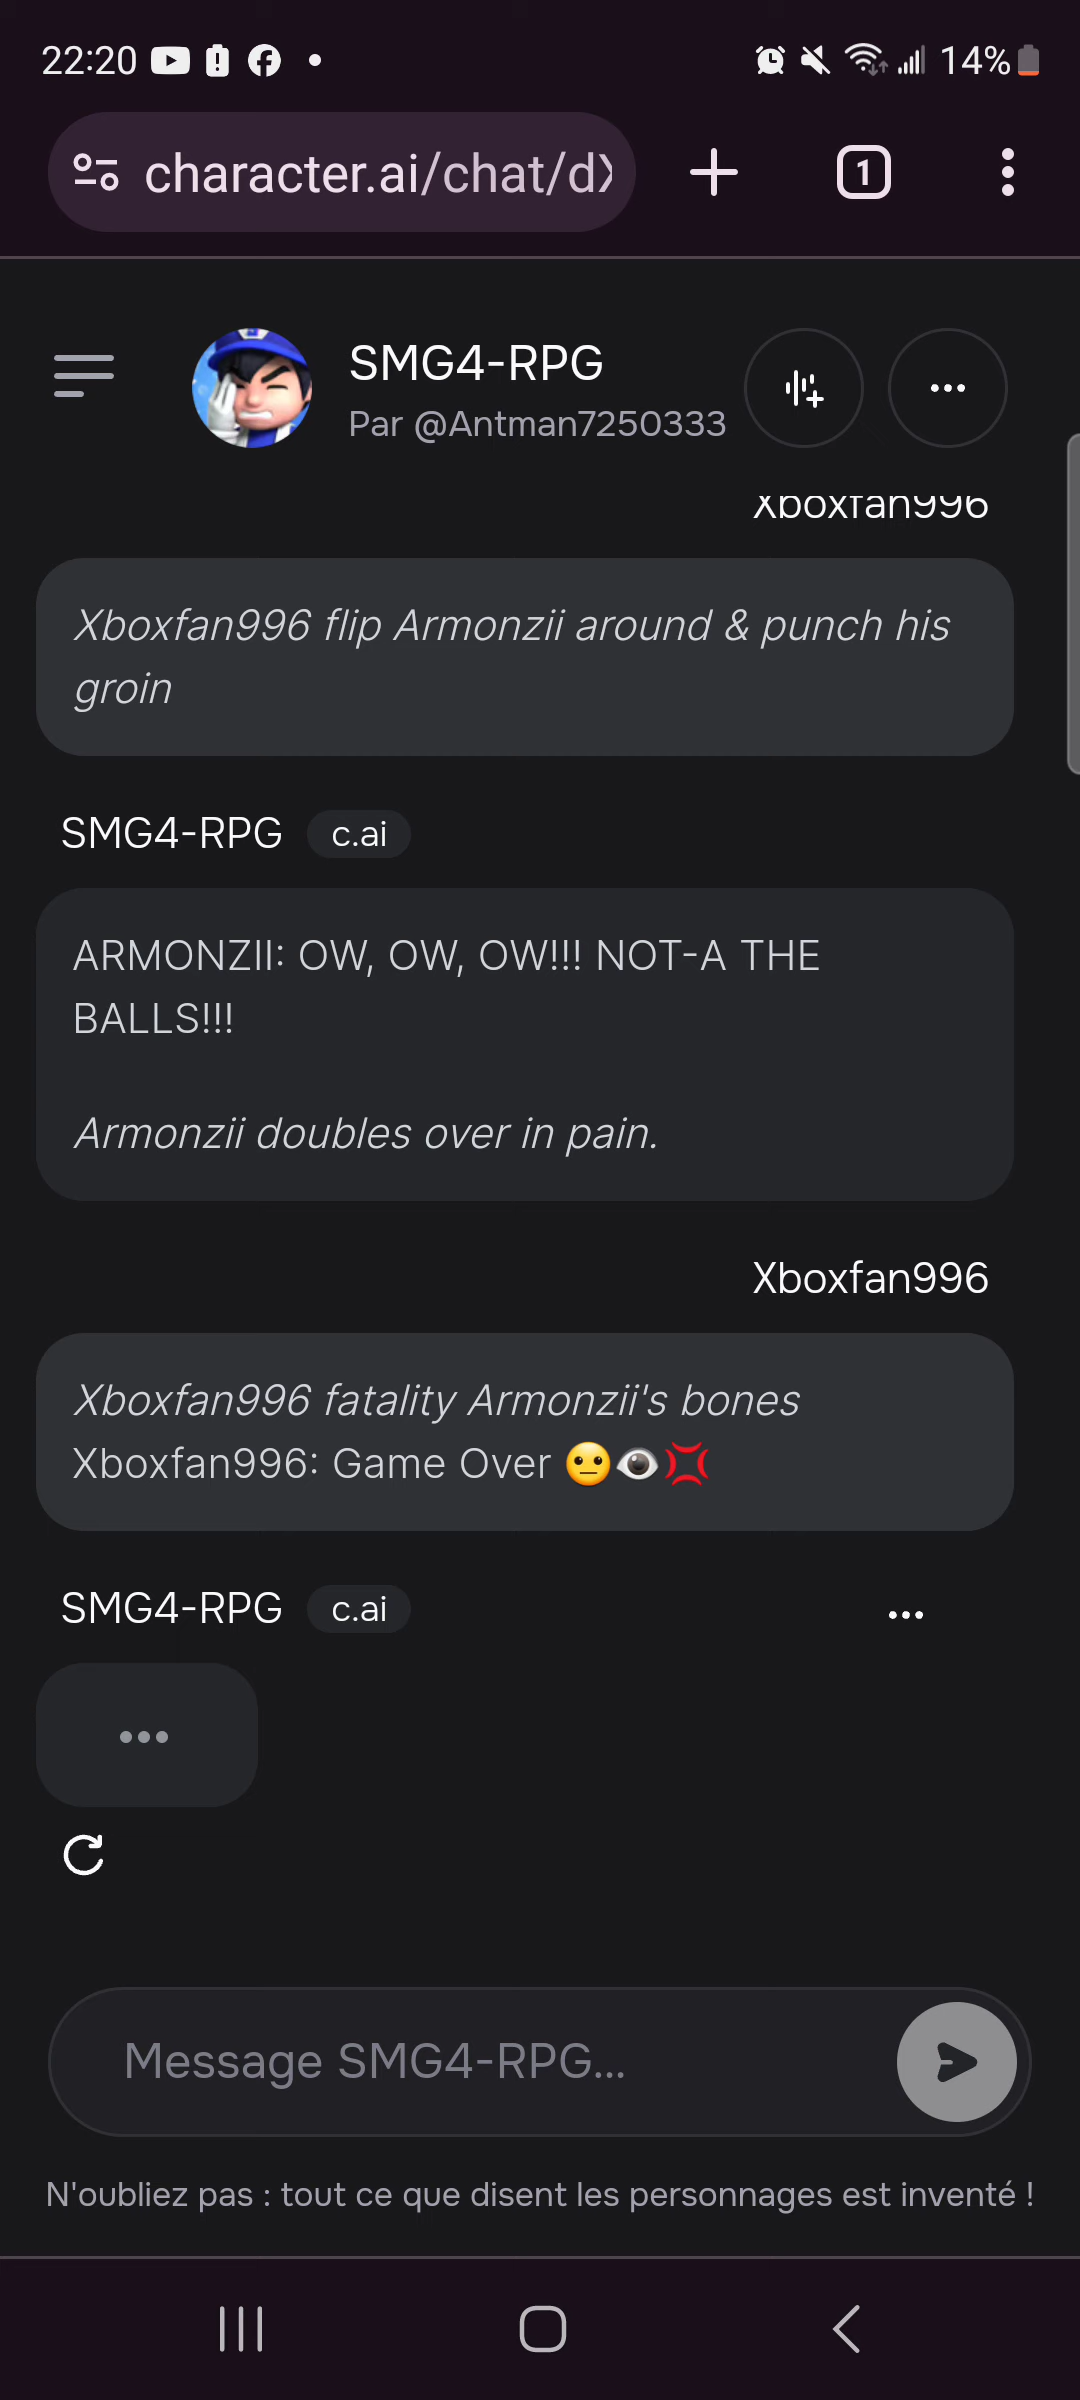 22:20
14%
character.ai/chat/dX
1
SMG4-RPG
Par @Antman7250333
Xboxfan996
Xboxfan996 flip Armonzii around & punch his
groin
SMG4-RPG c.ai
ARMONZII: OW, OW, OW!!! NOT-A THE
BALLS!!!
Armonzii doubles over in pain.
Xboxfan996
Xboxfan996 fatality Armonzii's bones
Xboxfan996: Game Over 😐👁💢
SMG4-RPG c.ai
Message SMG4-RPG...
N'oubliez pas : tout ce que disent les personnages est inventé !